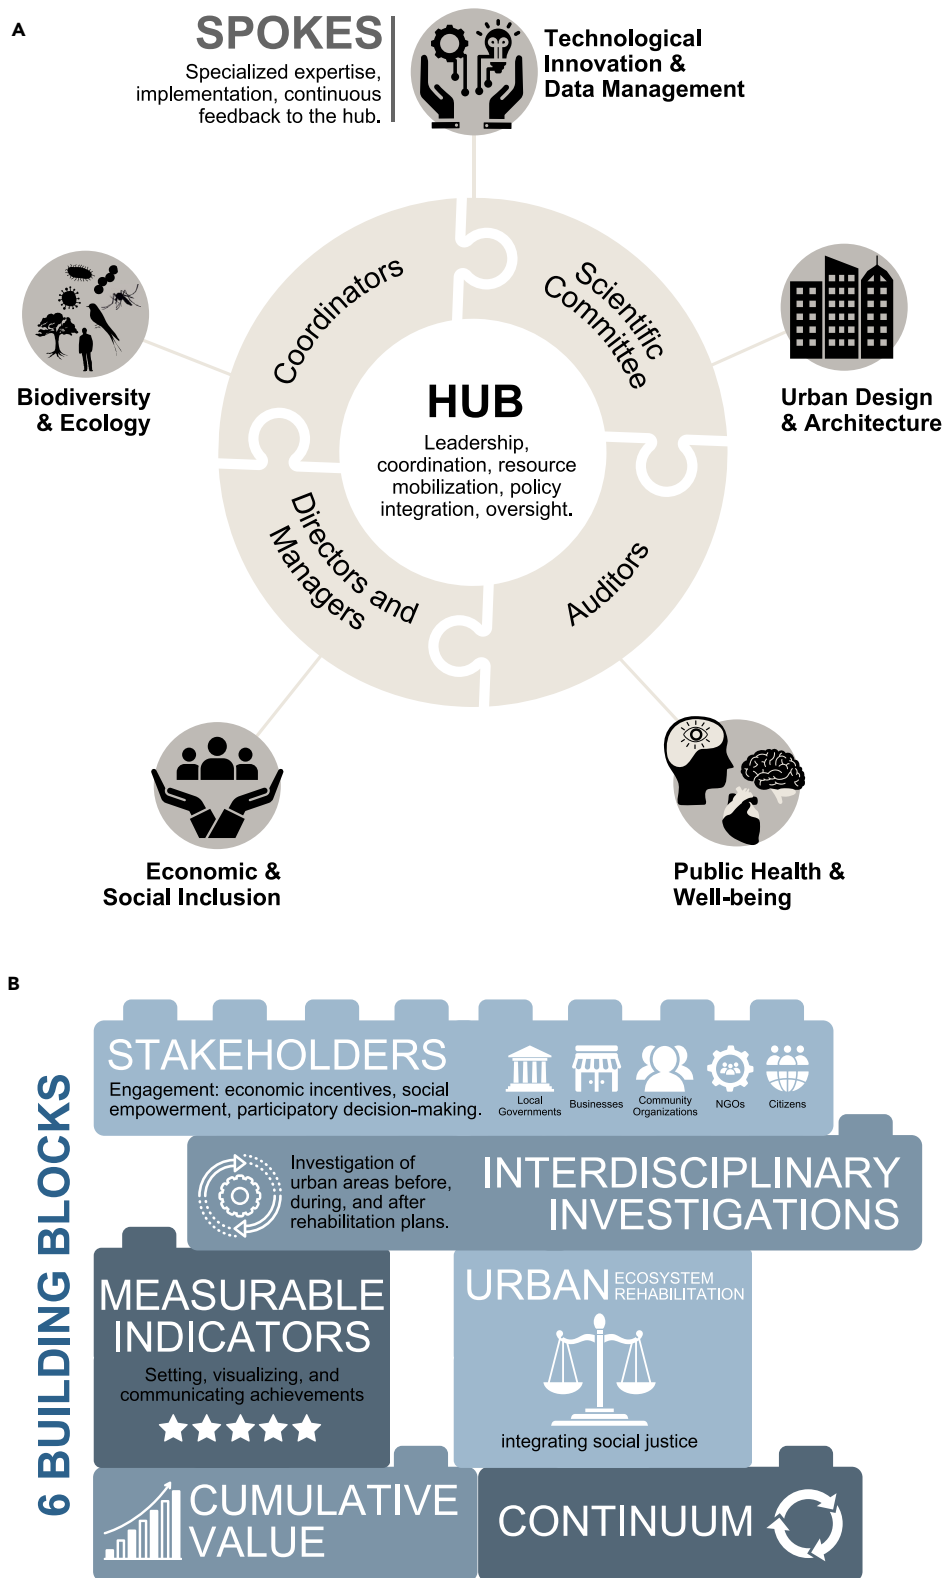 A
SPOKES
Specialized expertise,
implementation, continuous
feedback to the hub.
Technological
Innovation &
Data Management
Coordinators
Scientific
Committee
Biodiversity
& Ecology
Urban Design
& Architecture
HUB
Leadership,
coordination, resource
mobilization, policy
integration, oversight.
Directors and
Managers
Auditors
Economic &
Social Inclusion
Public Health &
Well-being
B
6 BUILDING BLOCKS
STAKEHOLDERS
Engagement: economic incentives, social
empowerment, participatory decision-making.
Local
Governments
Businesses
Community
Organizations
NGOs
Citizens
Investigation of
urban areas before,
during, and after
rehabilitation plans.
INTERDISCIPLINARY
INVESTIGATIONS
MEASURABLE
INDICATORS
Setting, visualizing, and
communicating achievements
URBAN ECOSYSTEM
REHABILITATION
integrating social justice
CUMULATIVE
VALUE
CONTINUUM